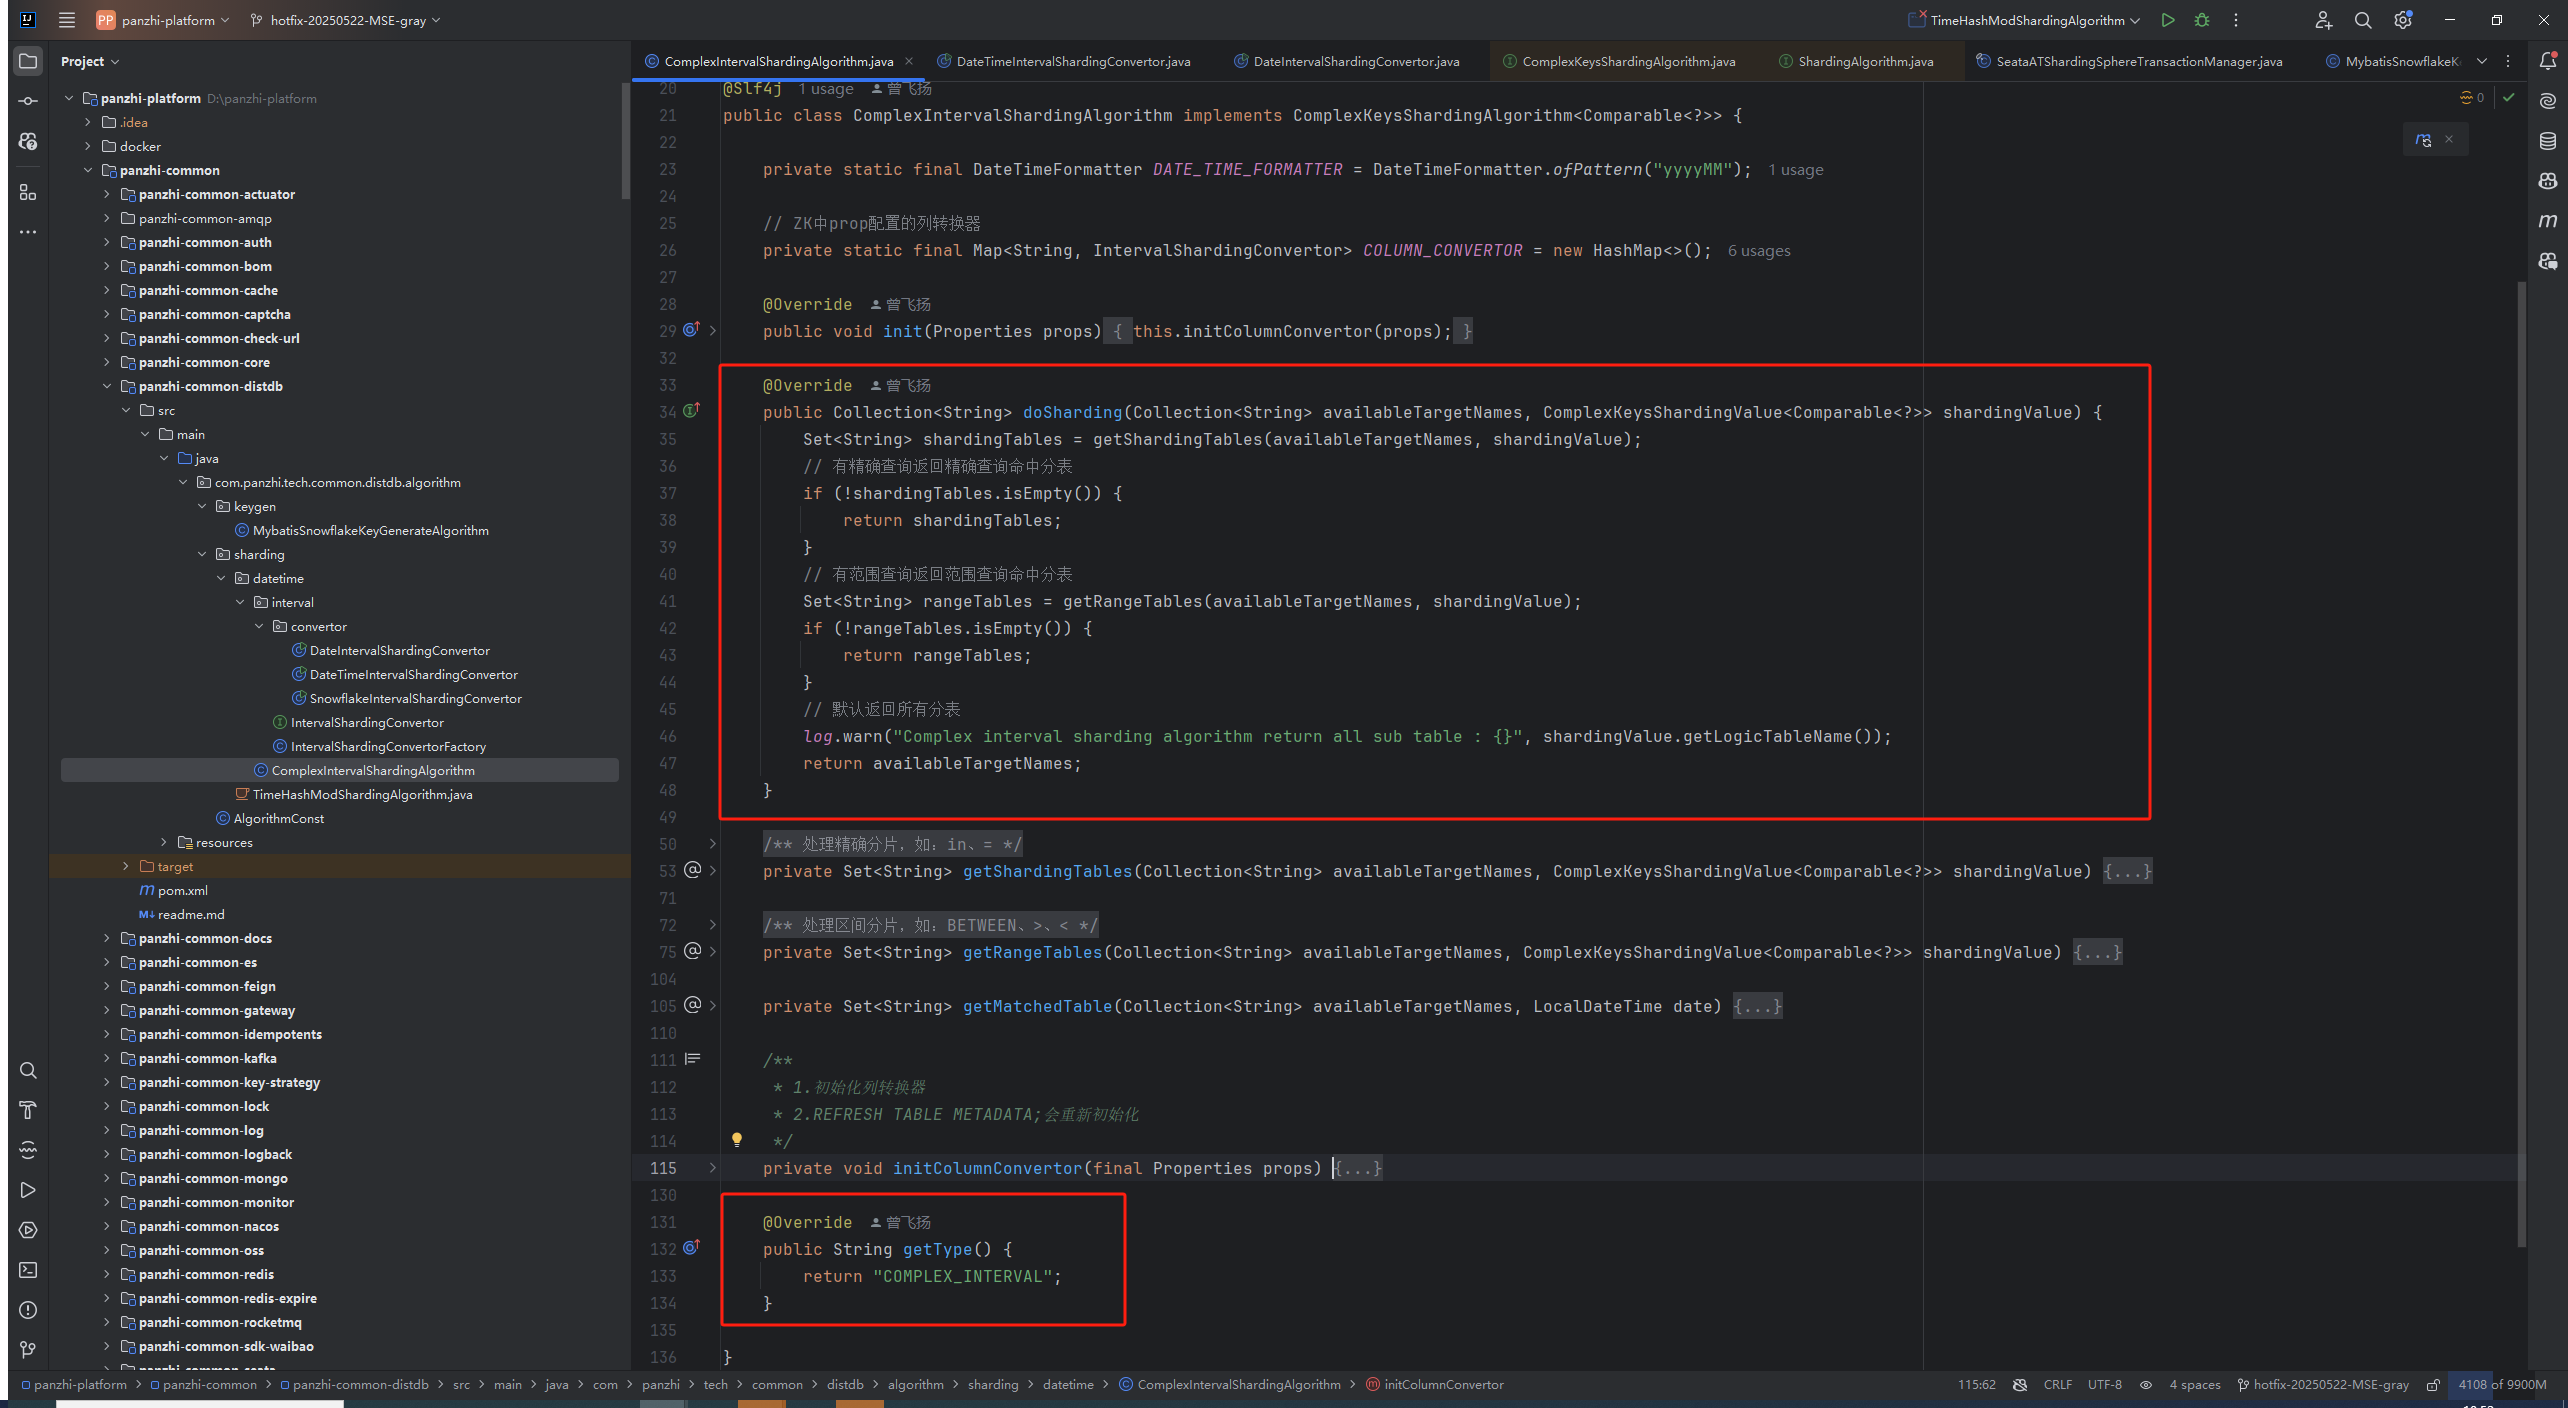 PP panzhi-platform hotfix-20250522-MSE-gray TimeHashModShardingAlgorithm
Project
panzhi-platform D:\panzhi-platform
.idea
docker
panzhi-common
panzhi-common-actuator
panzhi-common-amqp
panzhi-common-auth
panzhi-common-bom
panzhi-common-cache
panzhi-common-captcha
panzhi-common-check-url
panzhi-common-core
panzhi-common-distdb
src
main
java
com.panzhi.tech.common.distdb.algorithm
keygen
MybatisSnowflakeKeyGenerateAlgorithm
sharding
datetime
interval
convertor
DateIntervalShardingConvertor
DateTimeIntervalShardingConvertor
SnowflakeIntervalShardingConvertor
IntervalShardingConvertor
IntervalShardingConvertorFactory
ComplexIntervalShardingAlgorithm
TimeHashModShardingAlgorithm.java
AlgorithmConst
resources
target
pom.xml
readme.md
panzhi-common-docs
panzhi-common-es
panzhi-common-feign
panzhi-common-gateway
panzhi-common-idempotents
panzhi-common-kafka
panzhi-common-key-strategy
panzhi-common-lock
panzhi-common-log
panzhi-common-logback
panzhi-common-mongo
panzhi-common-monitor
panzhi-common-nacos
panzhi-common-oss
panzhi-common-redis
panzhi-common-redis-expire
panzhi-common-rocketmq
panzhi-common-sdk-waibao
ComplexIntervalShardingAlgorithm.java DateTimeIntervalShardingConvertor.java DateIntervalShardingConvertor.java ComplexKeysShardingAlgorithm.java ShardingAlgorithm.java SeataATShardingSphereTransactionManager.java MybatisSnowflakeK
20 @Slf4j 1 usage 曾飞扬
0
21 public class ComplexIntervalShardingAlgorithm implements ComplexKeysShardingAlgorithm<Comparable<?>> {
22
23 private static final DateTimeFormatter DATE_TIME_FORMATTER = DateTimeFormatter.ofPattern("yyyyMM"); 1 usage
24
25 // ZK中prop配置的列转换器
26 private static final Map<String, IntervalShardingConvertor> COLUMN_CONVERTOR = new HashMap<>(); 6 usages
27
28 @Override 曾飞扬
29 public void init(Properties props) { this.initColumnConvertor(props); }
32
33 @Override 曾飞扬
34 public Collection<String> doSharding(Collection<String> availableTargetNames, ComplexKeysShardingValue<Comparable<?>> shardingValue) {
35 Set<String> shardingTables = getShardingTables(availableTargetNames, shardingValue);
36 // 有精确查询返回精确查询命中分表
37 if (!shardingTables.isEmpty()) {
38 return shardingTables;
39 }
40 // 有范围查询返回范围查询命中分表
41 Set<String> rangeTables = getRangeTables(availableTargetNames, shardingValue);
42 if (!rangeTables.isEmpty()) {
43 return rangeTables;
44 }
45 // 默认返回所有分表
46 log.warn("Complex interval sharding algorithm return all sub table : {}", shardingValue.getLogicTableName());
47 return availableTargetNames;
48 }
49
50 /** 处理精确分片，如：in、= */
53 private Set<String> getShardingTables(Collection<String> availableTargetNames, ComplexKeysShardingValue<Comparable<?>> shardingValue) {...}
71
72 /** 处理区间分片，如：BETWEEN、>、< */
75 private Set<String> getRangeTables(Collection<String> availableTargetNames, ComplexKeysShardingValue<Comparable<?>> shardingValue) {...}
104
105 private Set<String> getMatchedTable(Collection<String> availableTargetNames, LocalDateTime date) {...}
110
111 /**
112 * 1.初始化列转换器
113 * 2.REFRESH TABLE METADATA;会重新初始化
114 */
115 private void initColumnConvertor(final Properties props) {...}
130
131 @Override 曾飞扬
132 public String getType() {
133 return "COMPLEX_INTERVAL";
134 }
135
136 }
panzhi-platform > panzhi-common > panzhi-common-distdb > src > main > java > com > panzhi > tech > common > distdb > algorithm > sharding > datetime > ComplexIntervalShardingAlgorithm > initColumnConvertor 115:62 CRLF UTF-8 4 spaces hotfix-20250522-MSE-gray 4108 of 9900M